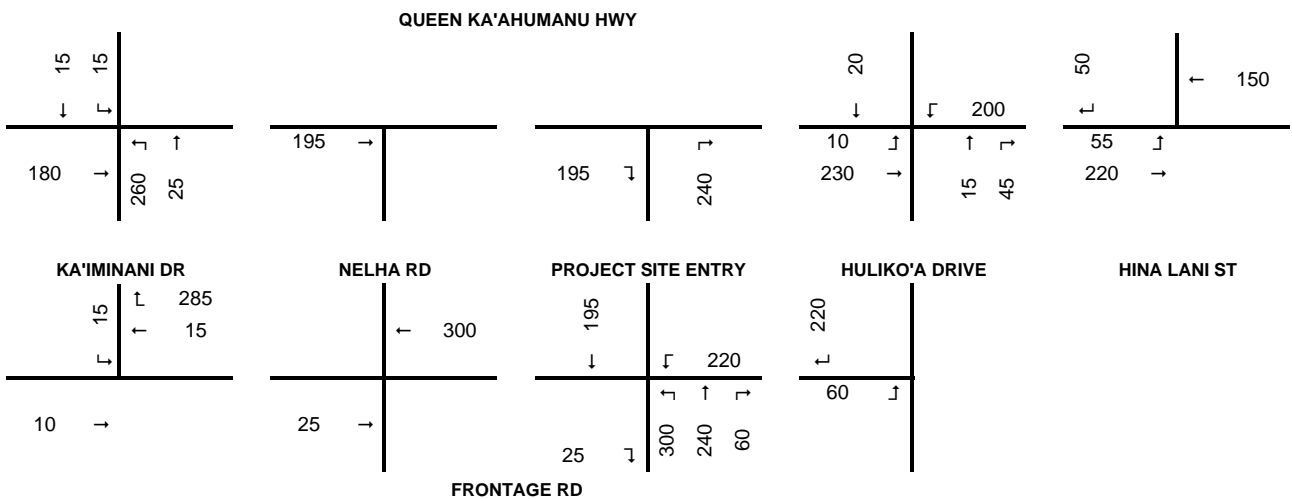 QUEEN KA'AHUMANU HWY
15 15 20 50
← 150
↓ ↳ ↓ ↵ 200 ↵
195 → ↰ ↑ ↱ 10 ⬏ ↑ ↱ 55 ⬏
180 → 260 25 195 ↴ 240 230 → 15 45 220 →
KA'IMINANI DR NELHA RD PROJECT SITE ENTRY HULIKO'A DRIVE HINA LANI ST
15 ↑ 285 195 220
← 15 ← 300
↳ ↓ ↵ 220 ↵
↰ ↑ ↱ 60 ⬏
10 → 25 → 25 ↴ 300 240 60
FRONTAGE RD